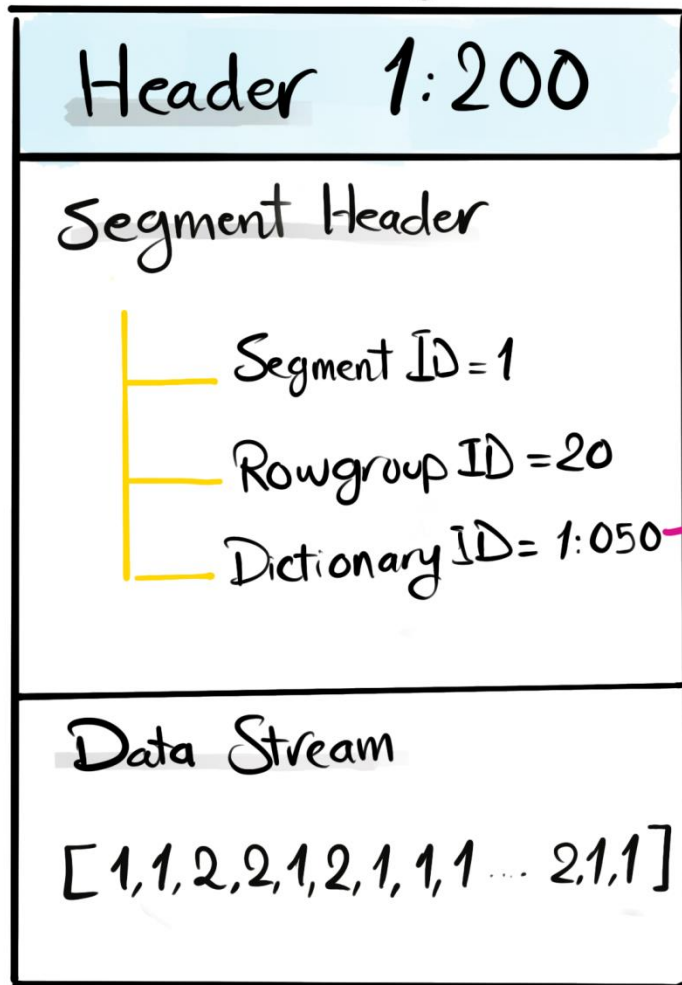 Header 1:200
Segment Header
Segment ID = 1
Rowgroup ID = 20
Dictionary ID = 1:050
Data Stream
[1,1,2,2,1,2,1,1,1 .... 2,1,1]